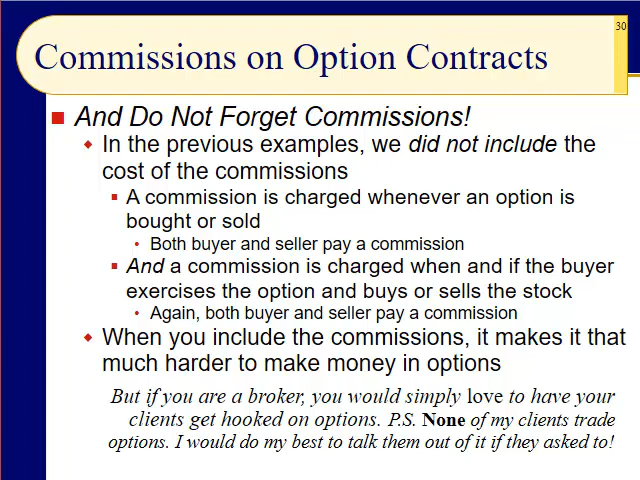 30
Commissions on Option Contracts
And Do Not Forget Commissions!
In the previous examples, we did not include the
cost of the commissions
A commission is charged whenever an option is
bought or sold
Both buyer and seller pay a commission
And a commission is charged when and if the buyer
exercises the option and buys or sells the stock
Again, both buyer and seller pay a commission
When you include the commissions, it makes it that
much harder to make money in options
But if you are a broker, you would simply love to have your
clients get hooked on options. P.S. None of my clients trade
options. I would do my best to talk them out of it if they asked to!